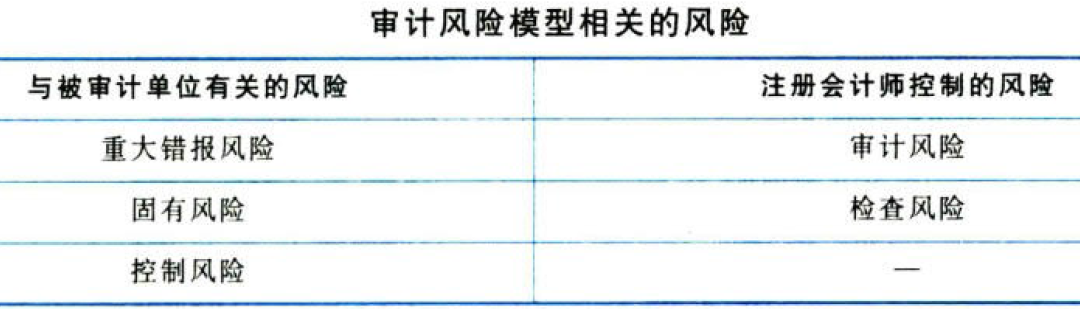 审计风险模型相关的风险
与被审计单位有关的风险 注册会计师控制的风险
重大错报风险 审计风险
固有风险 检查风险
控制风险 —